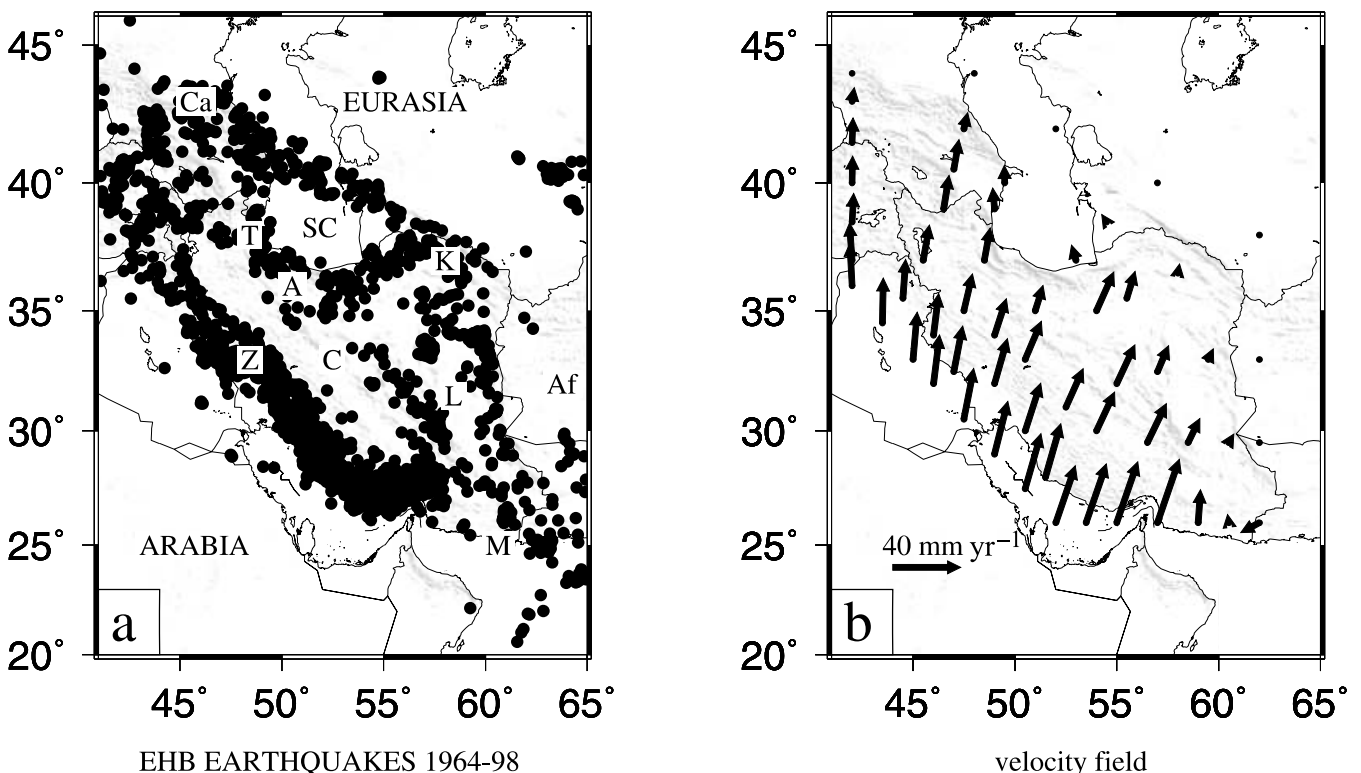 45˚
40˚
35˚
30˚
25˚
20˚
Ca
EURASIA
T
SC
K
A
Z
C
L
Af
ARABIA
M
a
45˚ 50˚ 55˚ 60˚ 65˚
EHB EARTHQUAKES 1964-98
45˚
40˚
35˚
30˚
25˚
20˚
40 mm yr−1
b
45˚ 50˚ 55˚ 60˚ 65˚
velocity field